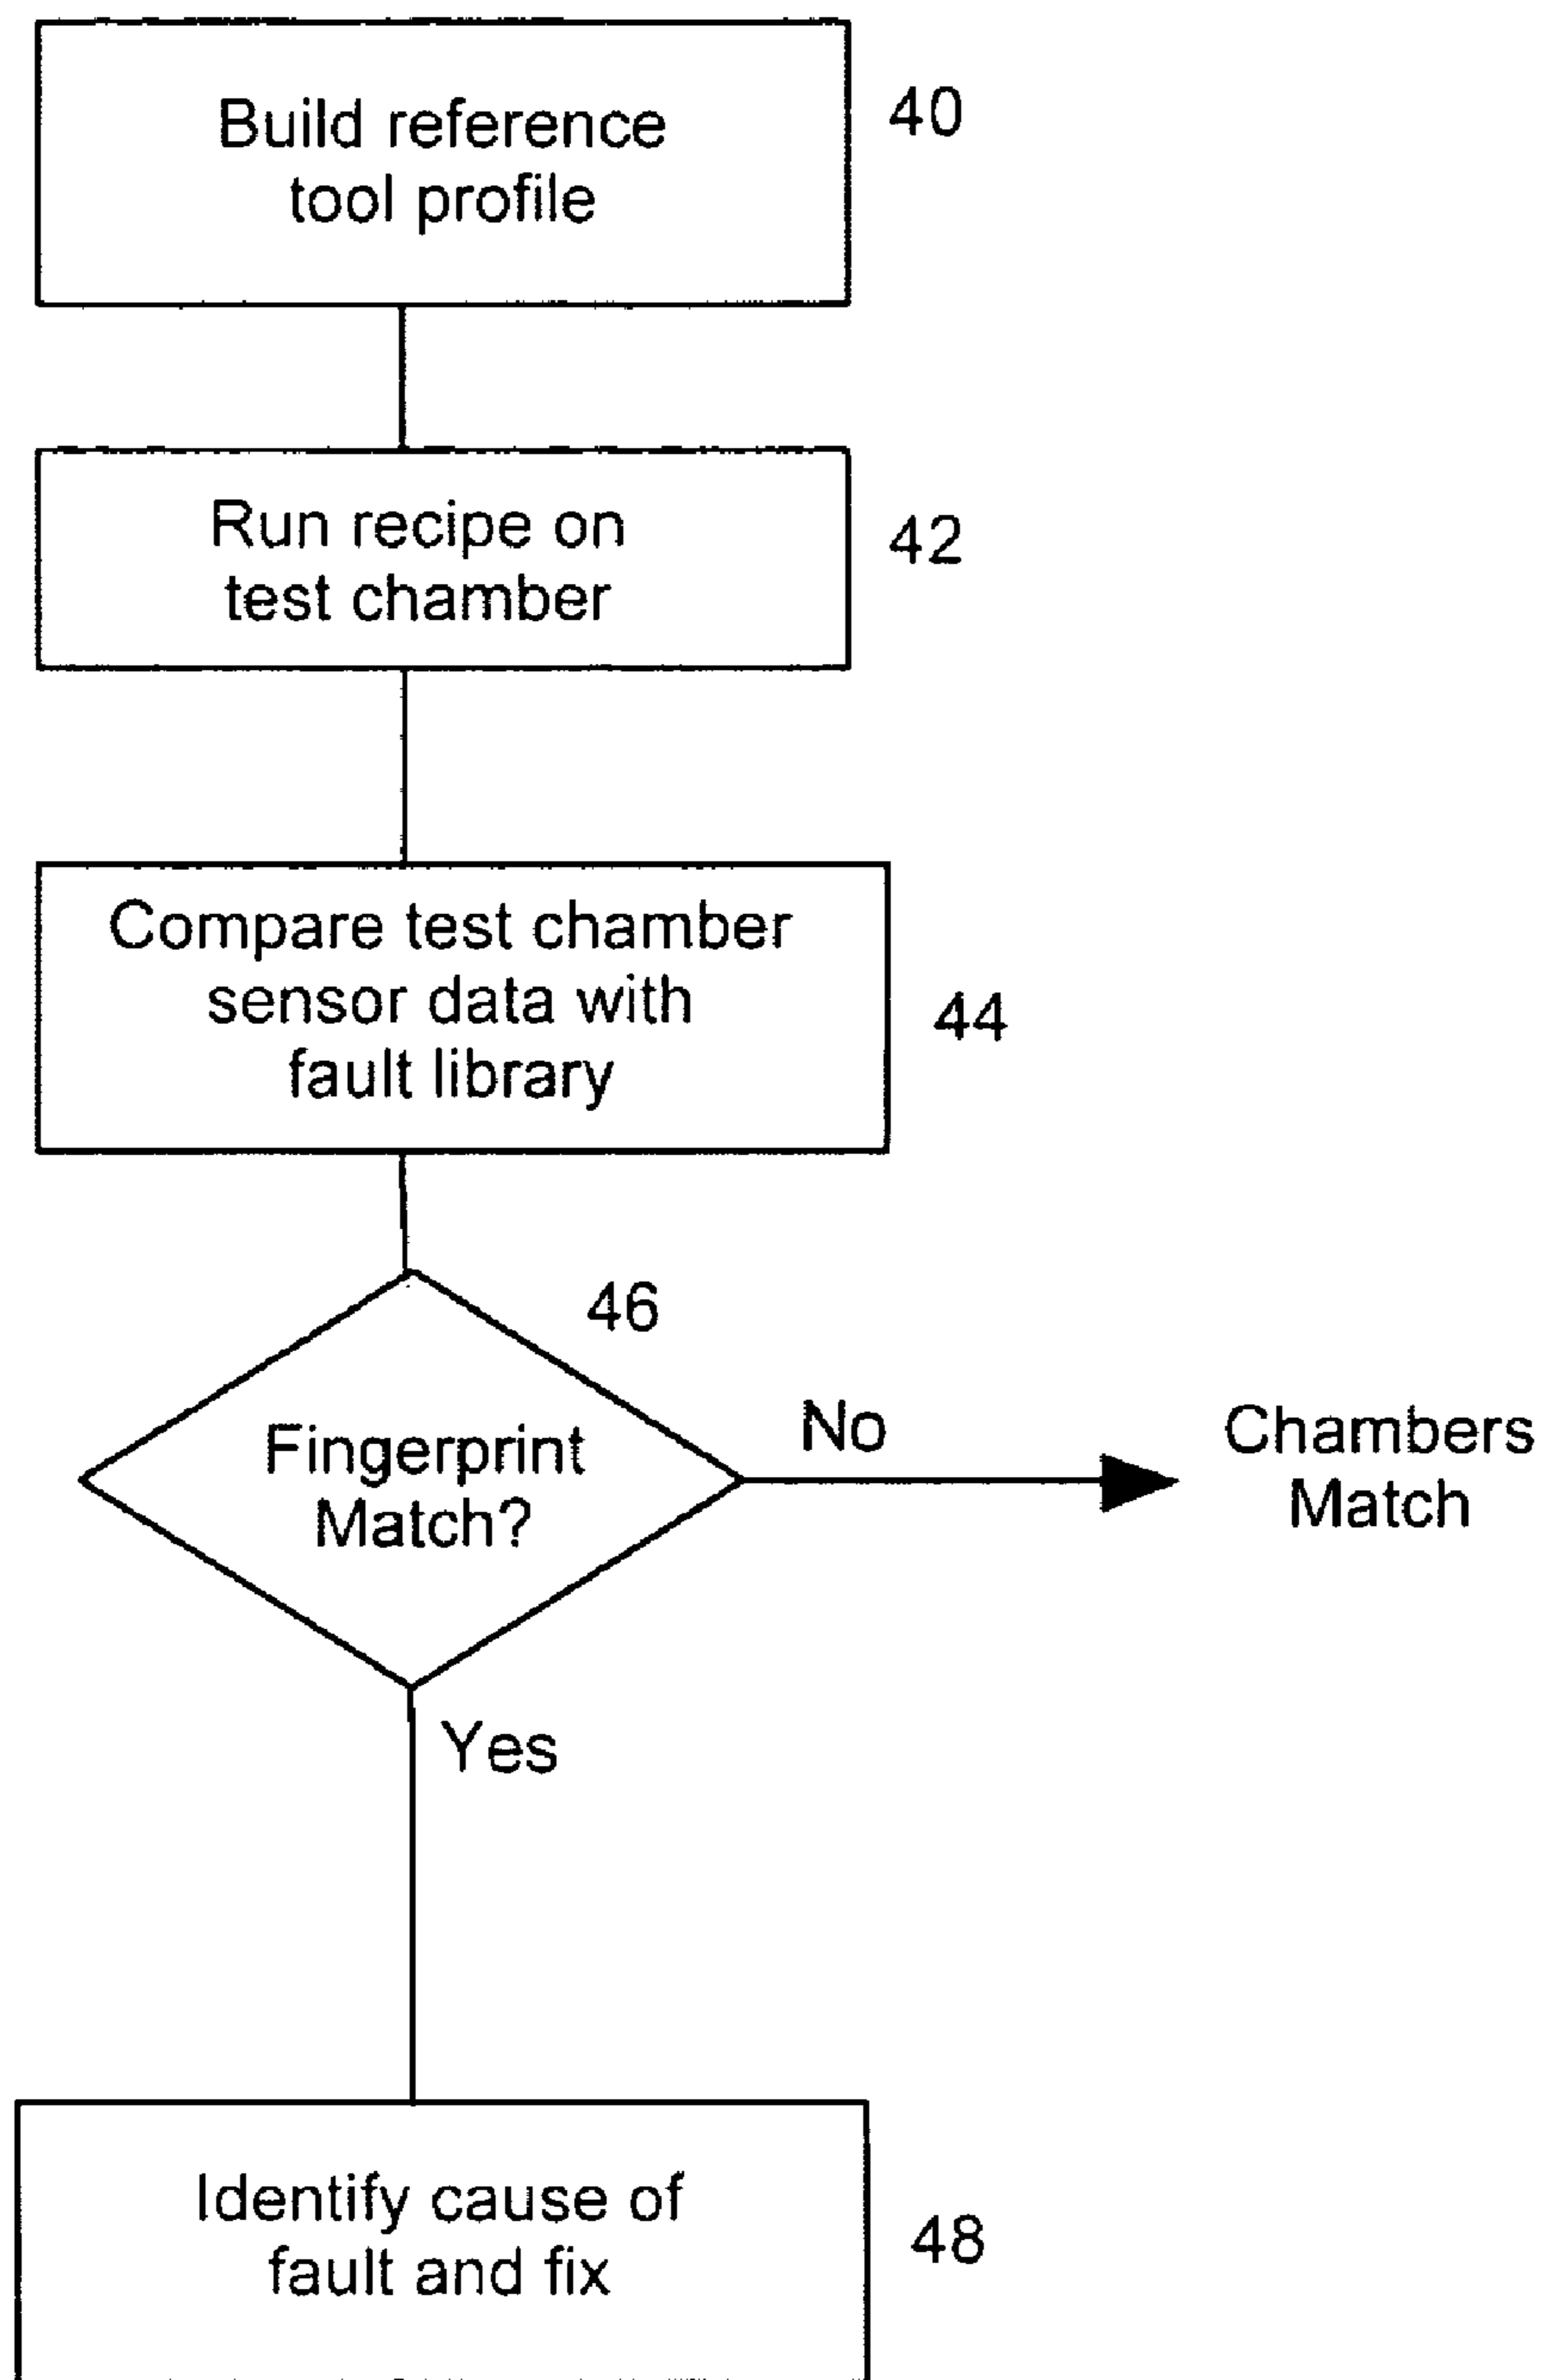 Build reference
tool profile
40
Run recipe on
test chamber
42
Compare test chamber
sensor data with
fault library
44
46
Fingerprint
Match?
No
Chambers
Match
Yes
Identify cause of
fault and fix
48